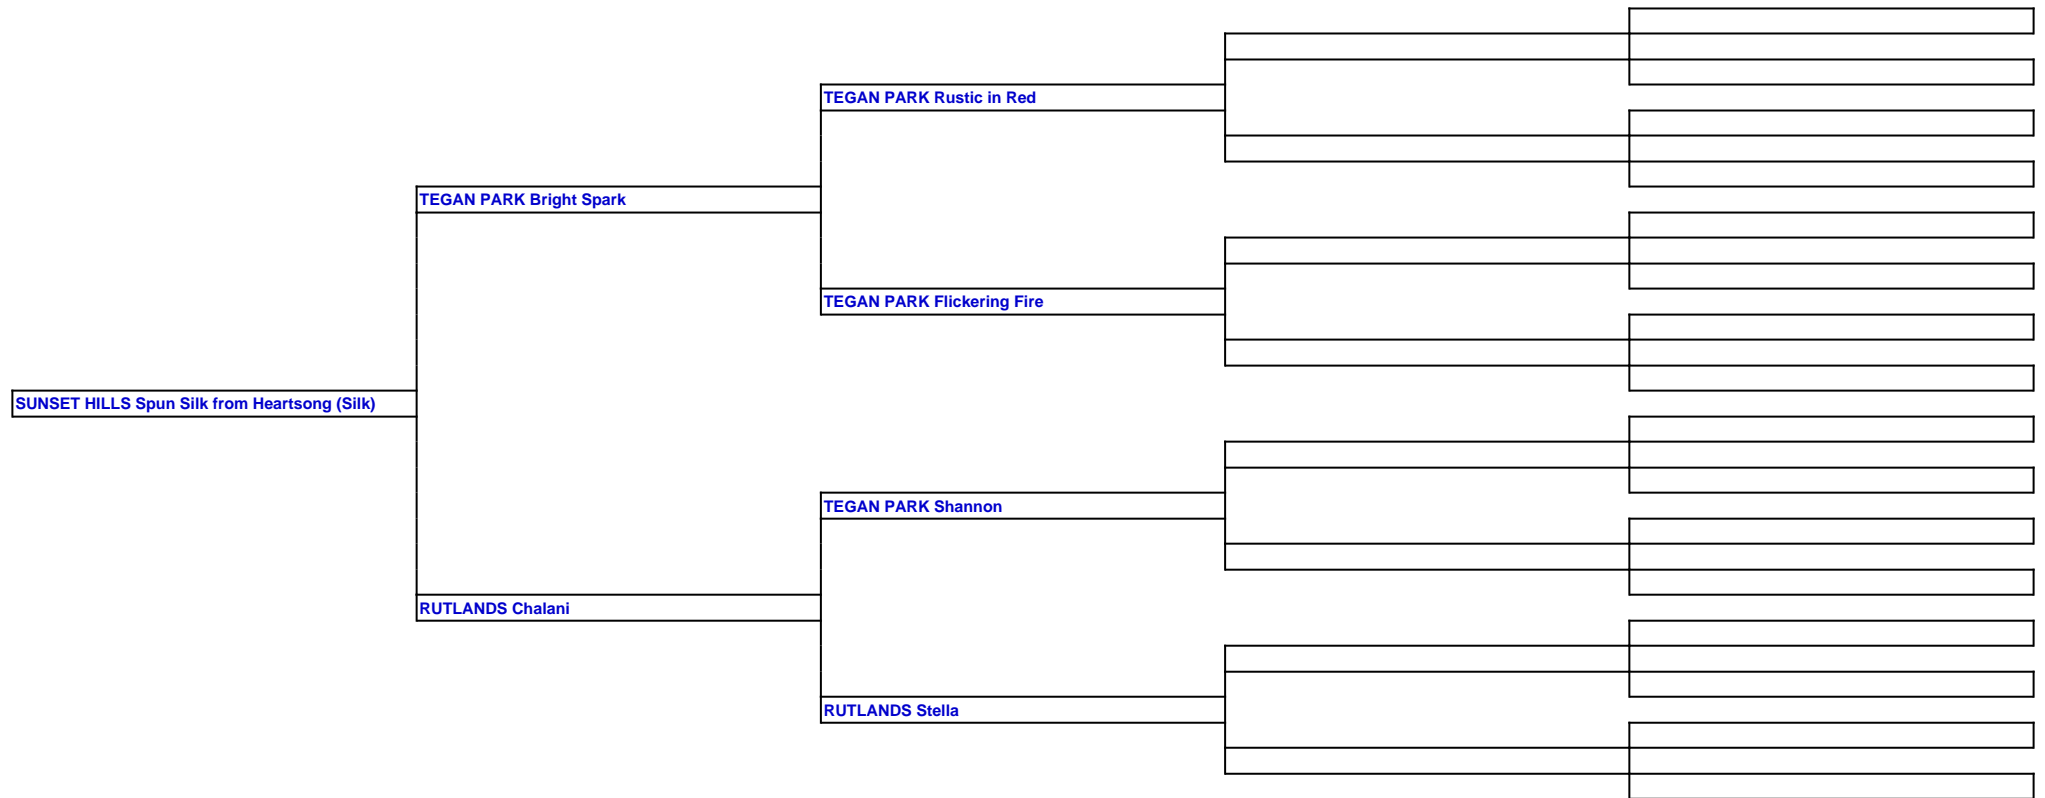 TEGAN PARK Rustic in Red
TEGAN PARK Bright Spark
TEGAN PARK Flickering Fire
SUNSET HILLS Spun Silk from Heartsong (Silk)
TEGAN PARK Shannon
RUTLANDS Chalani
RUTLANDS Stella